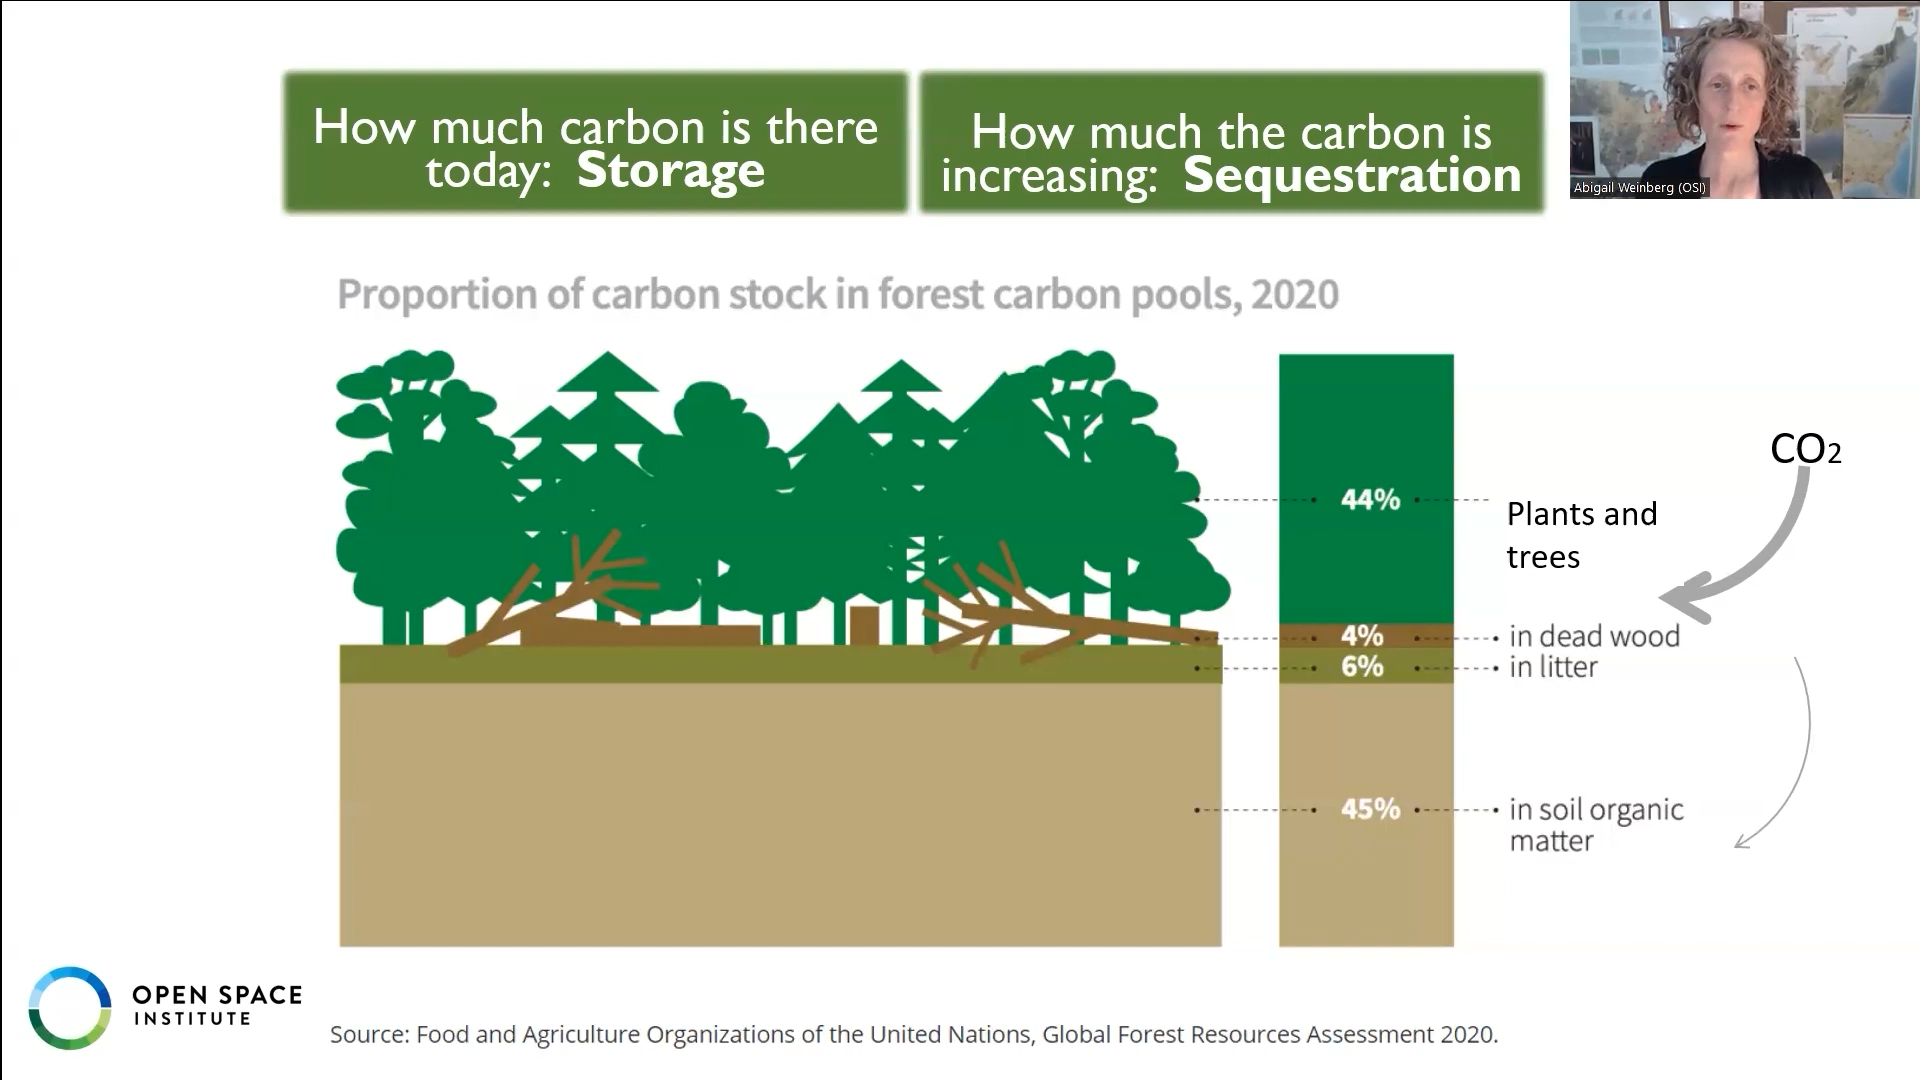 How much carbon is there
today: Storage
How much the carbon is
increasing: Sequestration
Abigail Weinberg (OSI)
Proportion of carbon stock in forest carbon pools, 2020
CO2
44%
Plants and
trees
4%
in dead wood
6%
in litter
45%
in soil organic
matter
OPEN SPACE
INSTITUTE
Source: Food and Agriculture Organizations of the United Nations, Global Forest Resources Assessment 2020.